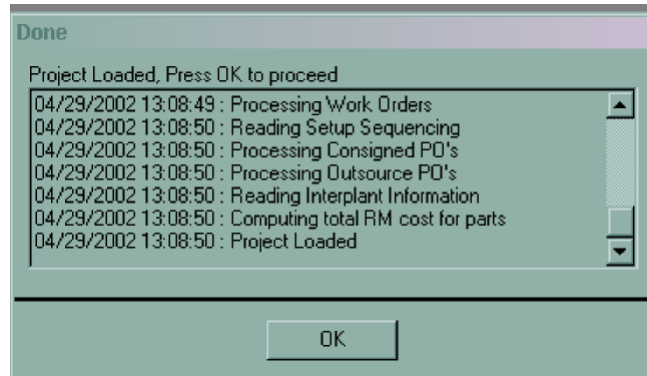 Done
Project Loaded, Press OK to proceed
04/29/2002 13:08:49 : Processing Work Orders
04/29/2002 13:08:50 : Reading Setup Sequencing
04/29/2002 13:08:50 : Processing Consigned PO's
04/29/2002 13:08:50 : Processing Outsource PO's
04/29/2002 13:08:50 : Reading Interplant Information
04/29/2002 13:08:50 : Computing total RM cost for parts
04/29/2002 13:08:50 : Project Loaded
OK